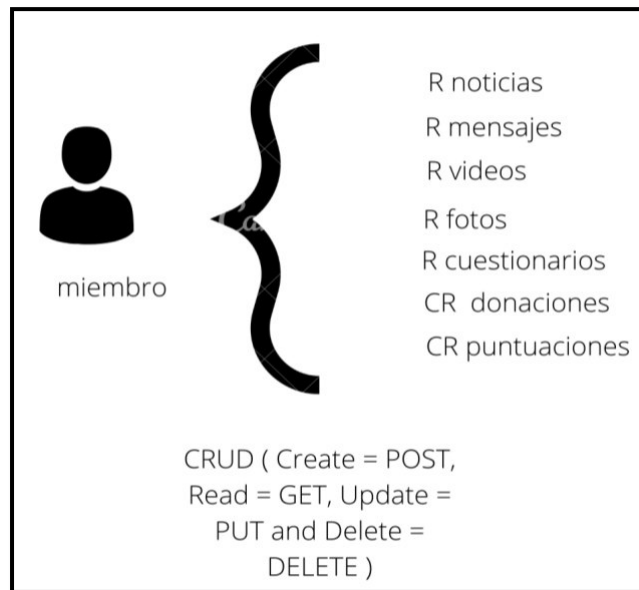 R noticias
R mensajes
R videos
R fotos
R cuestionarios
CR donaciones
CR puntuaciones
miembro
CRUD ( Create = POST,
Read = GET, Update =
PUT and Delete =
DELETE )